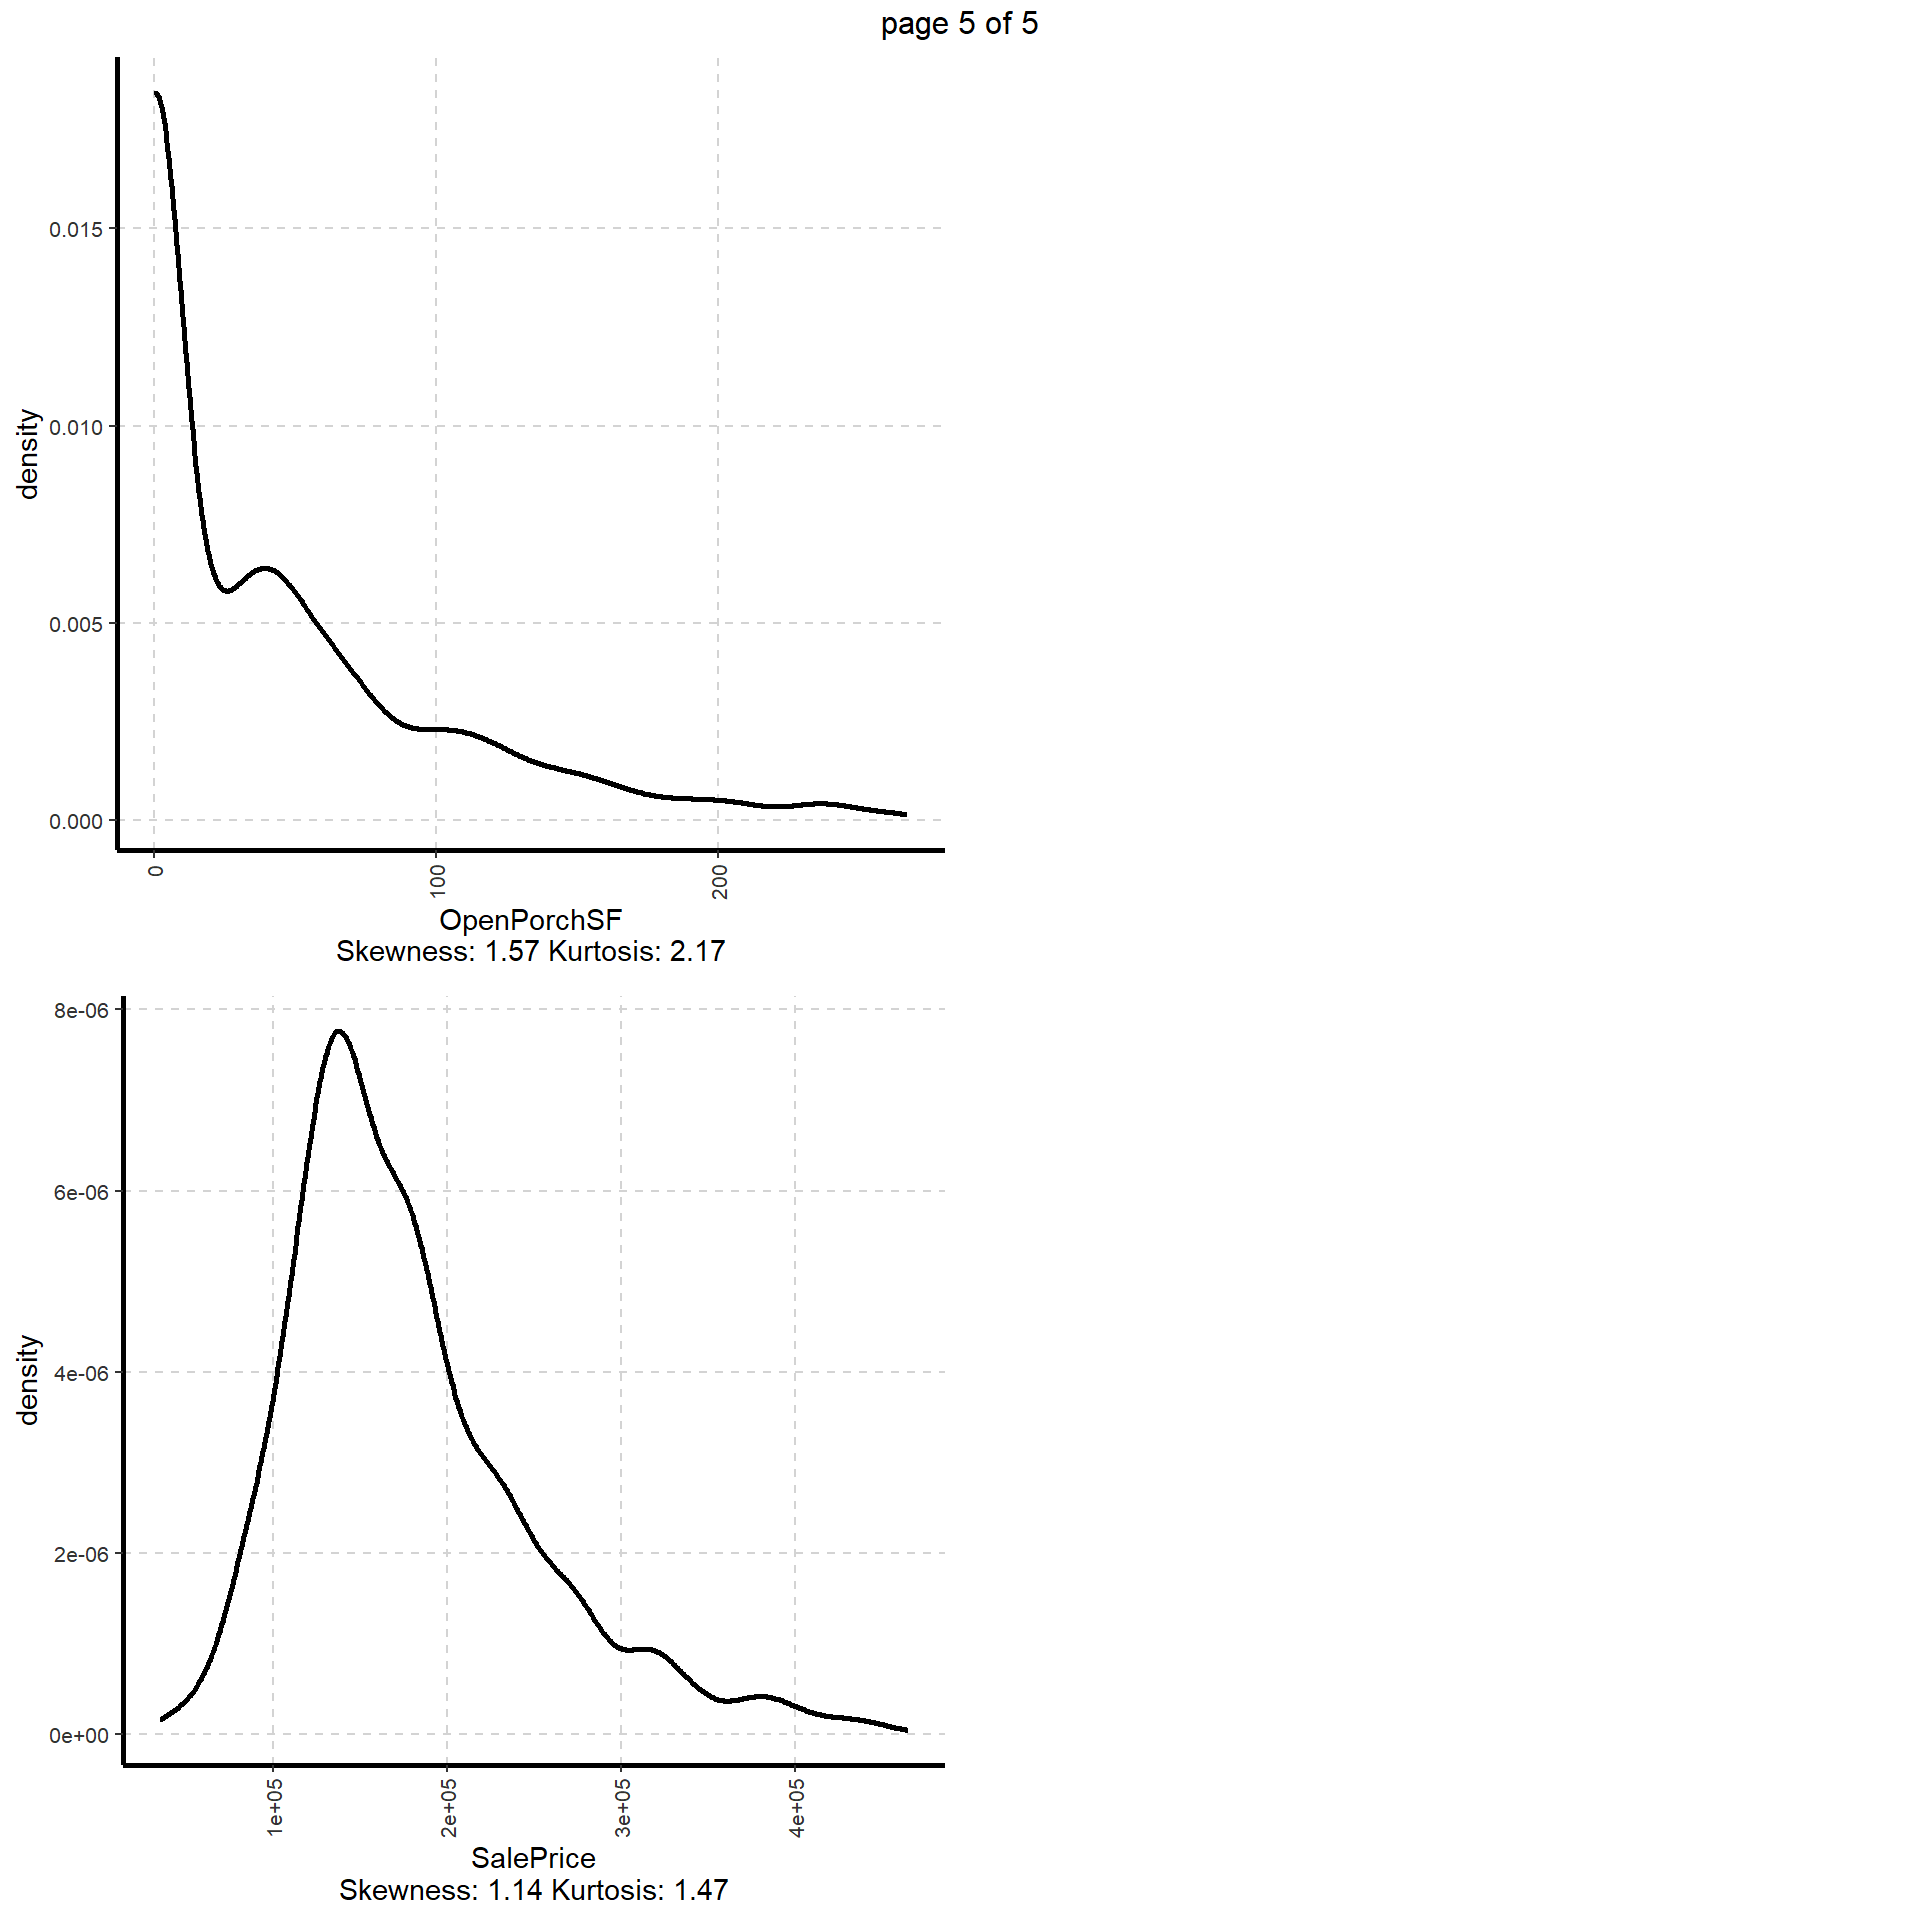 page 5 of 5
density
0.015
0.010
0.005
0.000
0
100
200
OpenPorchSF
Skewness: 1.57 Kurtosis: 2.17
density
8e-06
6e-06
4e-06
2e-06
0e+00
1e+05
2e+05
3e+05
4e+05
SalePrice
Skewness: 1.14 Kurtosis: 1.47